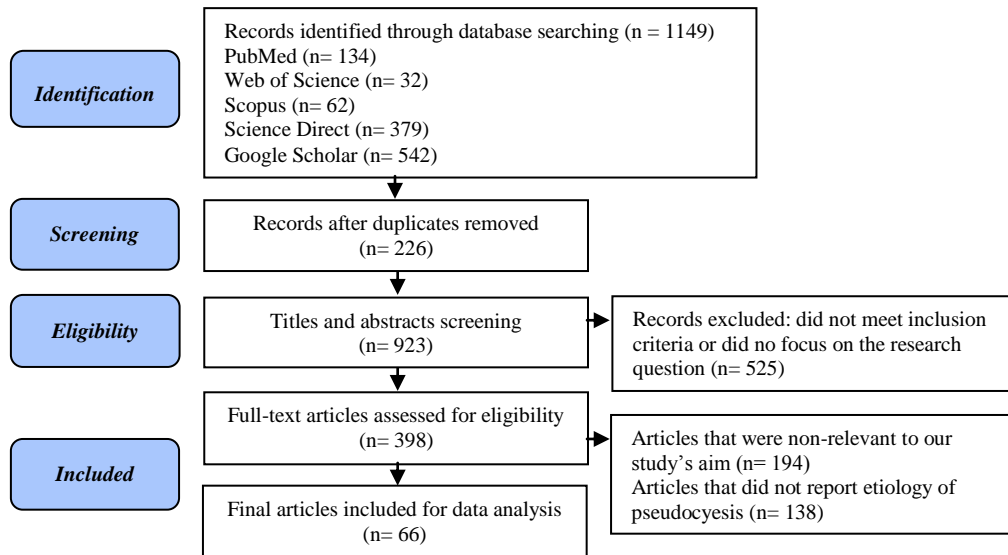 Records identified through database searching (n = 1149)
PubMed (n= 134)
Web of Science (n= 32)
Scopus (n= 62)
Science Direct (n= 379)
Google Scholar (n= 542)
Identification
Records after duplicates removed
(n= 226)
Screening
Titles and abstracts screening
(n= 923)
Eligibility
Records excluded: did not meet inclusion
criteria or did no focus on the research
question (n= 525)
Full-text articles assessed for eligibility
(n= 398)
Included
Articles that were non-relevant to our
study's aim (n= 194)
Articles that did not report etiology of
pseudocyesis (n= 138)
Final articles included for data analysis
(n= 66)